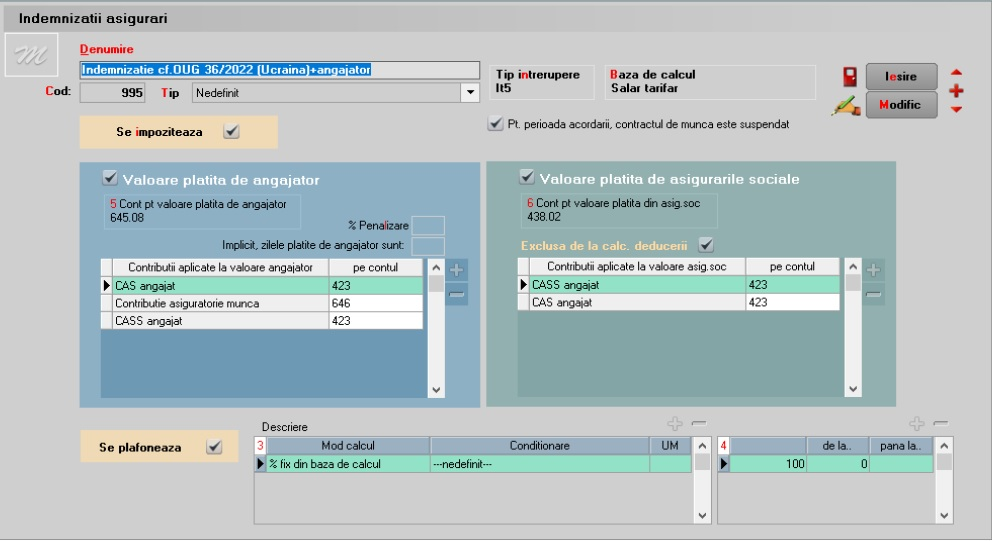 Indemnizatii asigurari
m
Denumire
Indemnizatie cf.OUG 36/2022 (Ucraina)+angajator
Cod: 995 Tip Nedefinit
Tip intrerupere
It5
Baza de calcul
Salar tarifar
Iesire
Modific
Se impoziteaza
Pt. perioada acordarii, contractul de munca este suspendat
Valoare platita de angajator
5 Cont pt valoare platita de angajator
645.08
% Penalizare
Implicit, zilele platite de angajator sunt:
Contributii aplicate la valoare angajator pe contul
CAS angajat 423
Contributie asiguratorie munca 646
CASS angajat 423
Valoare platita de asigurarile sociale
6 Cont pt valoare platita din asig.soc
438.02
Exclusa de la calc. deducerii
Contributii aplicate la valoare asig.soc pe contul
CASS angajat 423
CAS angajat 423
Se plafoneaza
Descriere
3 Mod calcul Conditionare UM
% fix din baza de calcul ---nedefinit---
4 de la.. pana la..
100 0